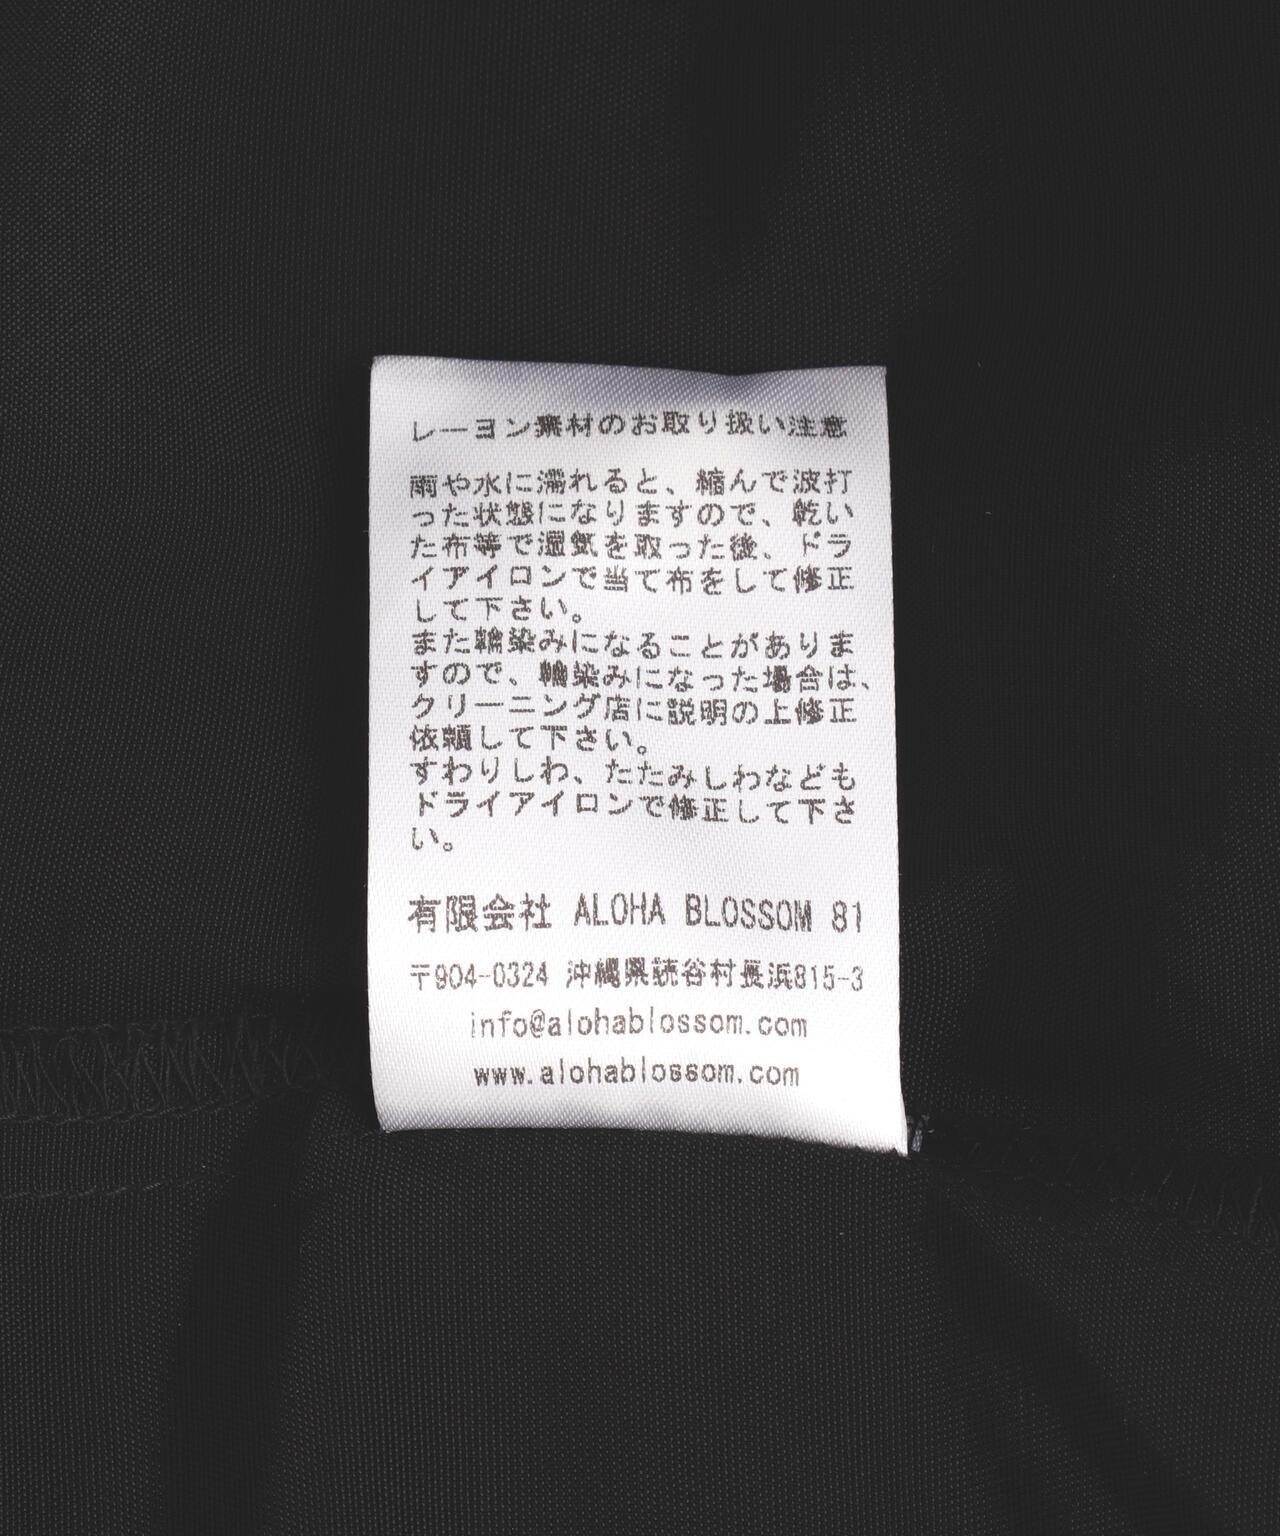 レーヨン素材のお取り扱い注意
雨や水に濡れると、縮んで波打
った状態になりますので、乾い
た布等で湿気を取った後、ドラ
イアイロンで当て布をして修正
して下さい。
また輪染みになることがありま
すので、輪染みになった場合は、
クリーニング店に説明の上修正
依頼して下さい。
すわりしわ、たたみしわなども
ドライアイロンで修正して下さ
い。
有限会社 ALOHA BLOSSOM 81
〒904-0324 沖縄県読谷村長浜815-3
info@alohablossom.com
www.alohablossom.com